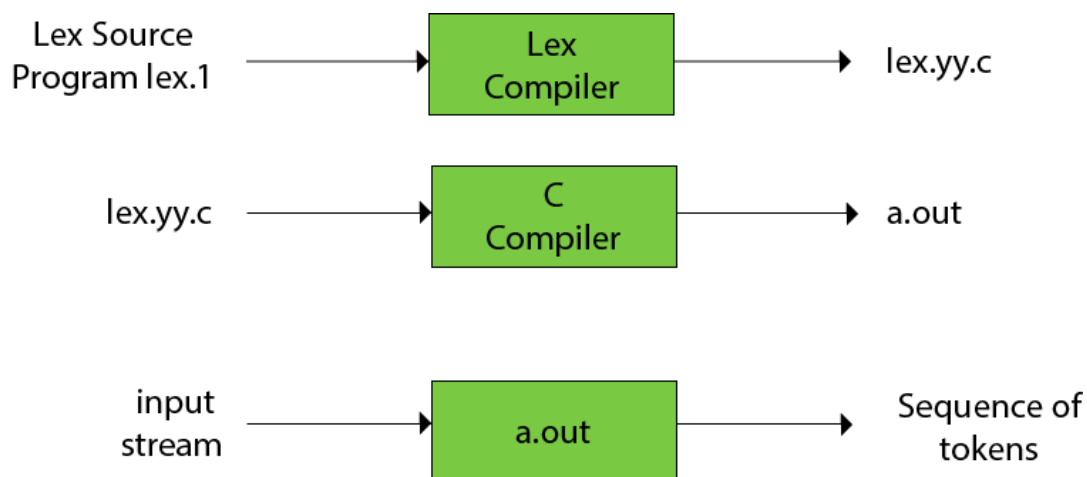 Lex Source
Program lex.1
Lex
Compiler
lex.yy.c
lex.yy.c
C
Compiler
a.out
input
stream
a.out
Sequence of
tokens